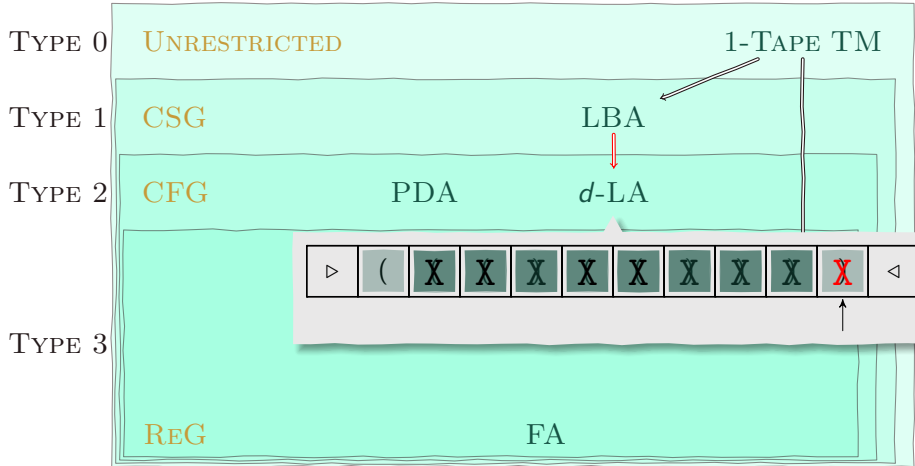 TYPE 0 UNRESTRICTED 1-TAPE TM
TYPE 1 CSG LBA
TYPE 2 CFG PDA d-LA
▷ ( X X X X X X X X X ◁
TYPE 3
REG FA